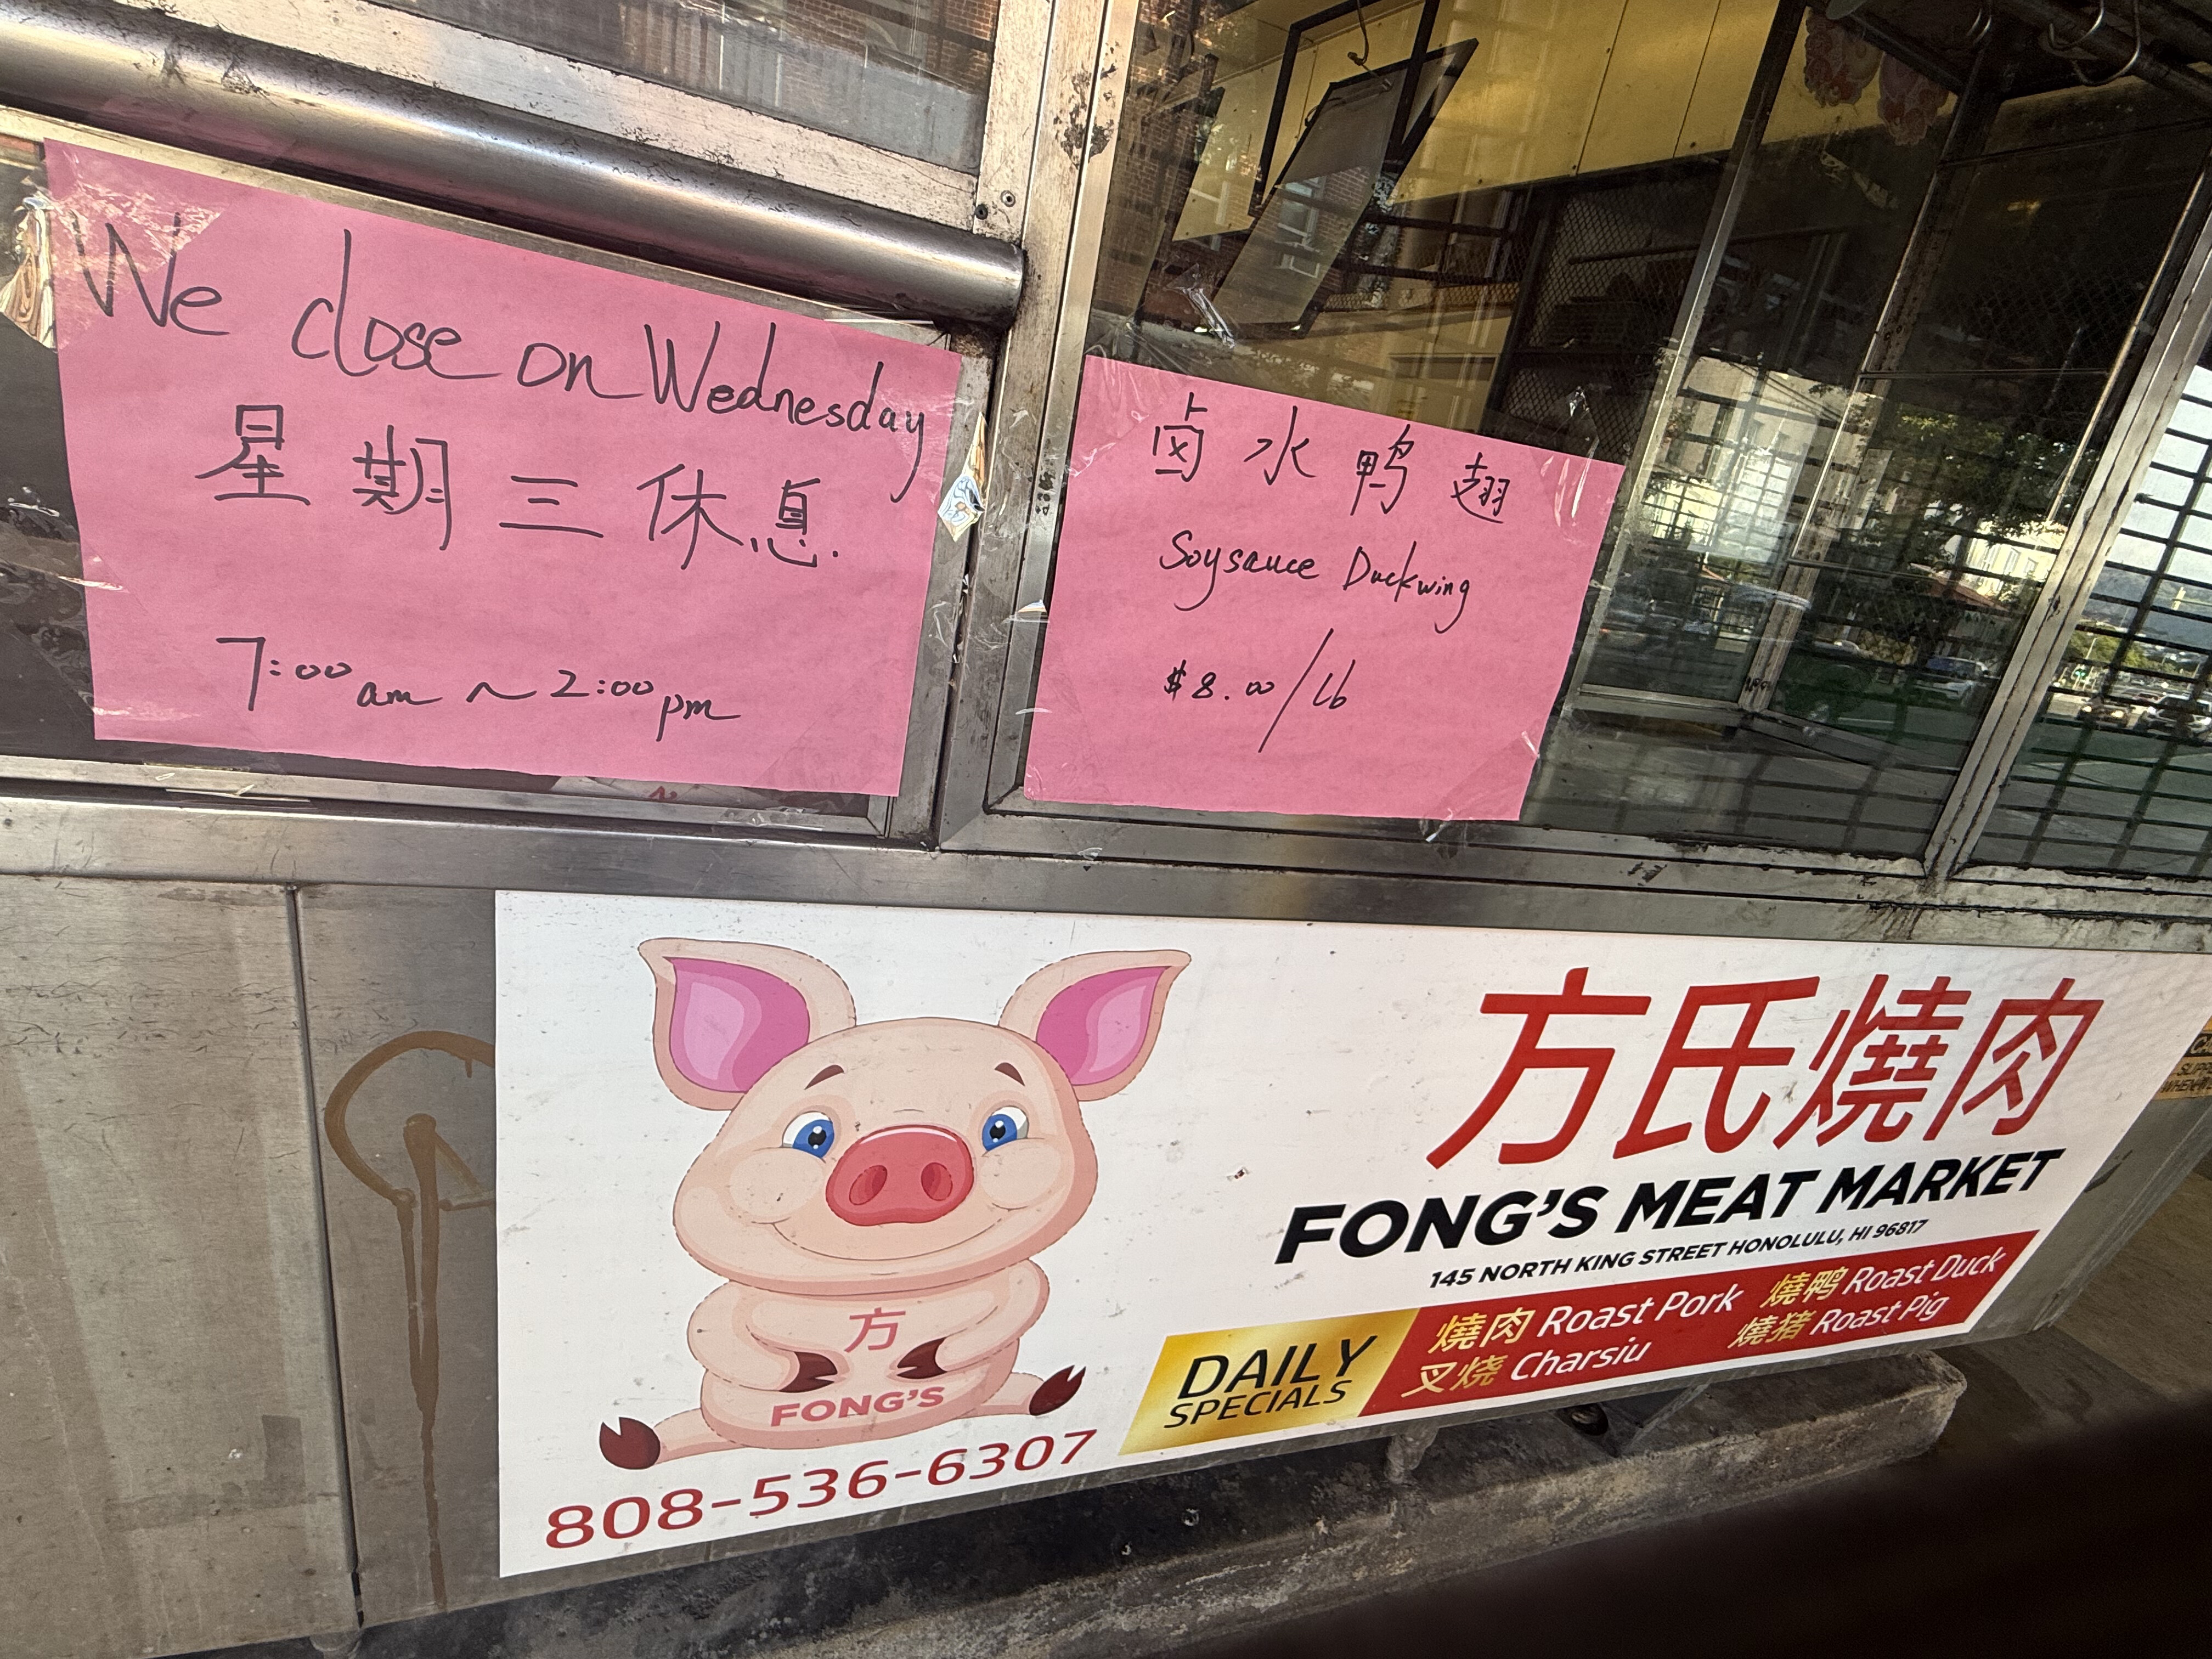 We close on Wednesday
星期三休息.
7:00 am ~ 2:00 pm
卤水鸭翅
Soysauce Duckwing
$8.00/lb
方氏燒肉
FONG'S MEAT MARKET
145 NORTH KING STREET HONOLULU, HI 96817
DAILY
SPECIALS
燒肉 Roast Pork 燒鸭 Roast Duck
叉烧 Charsiu 燒猪 Roast Pig
方
FONG'S
808-536-6307